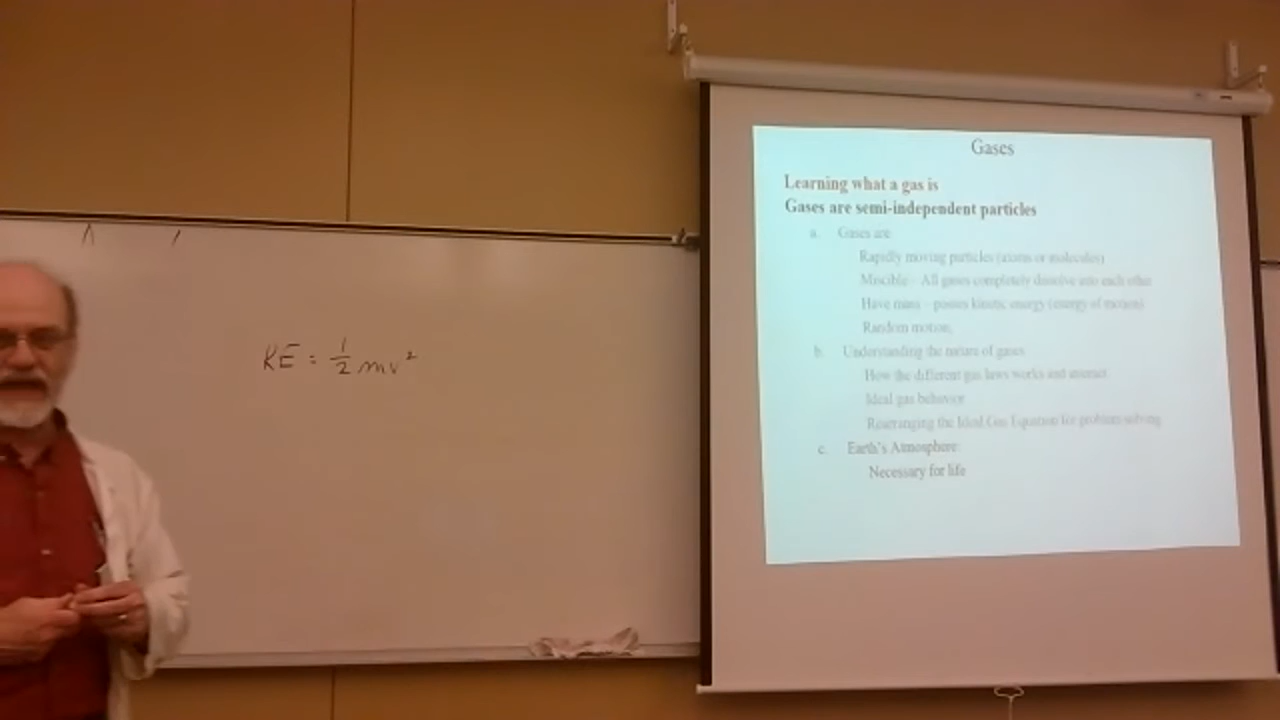 KE = 1/2 mv²
Gases
Learning what a gas is
Gases are semi-independent particles
a. Gases are
Rapidly moving particles (atoms or molecules)
Miscible – All gases completely dissolve into each other
Have mass – posses kinetic energy (energy of motion)
Random motion,
b. Understanding the nature of gases
How the different gas laws works and interact
Ideal gas behavior
Rearranging the Ideal Gas Equation for problem solving
c. Earth's Atmosphere
Necessary for life